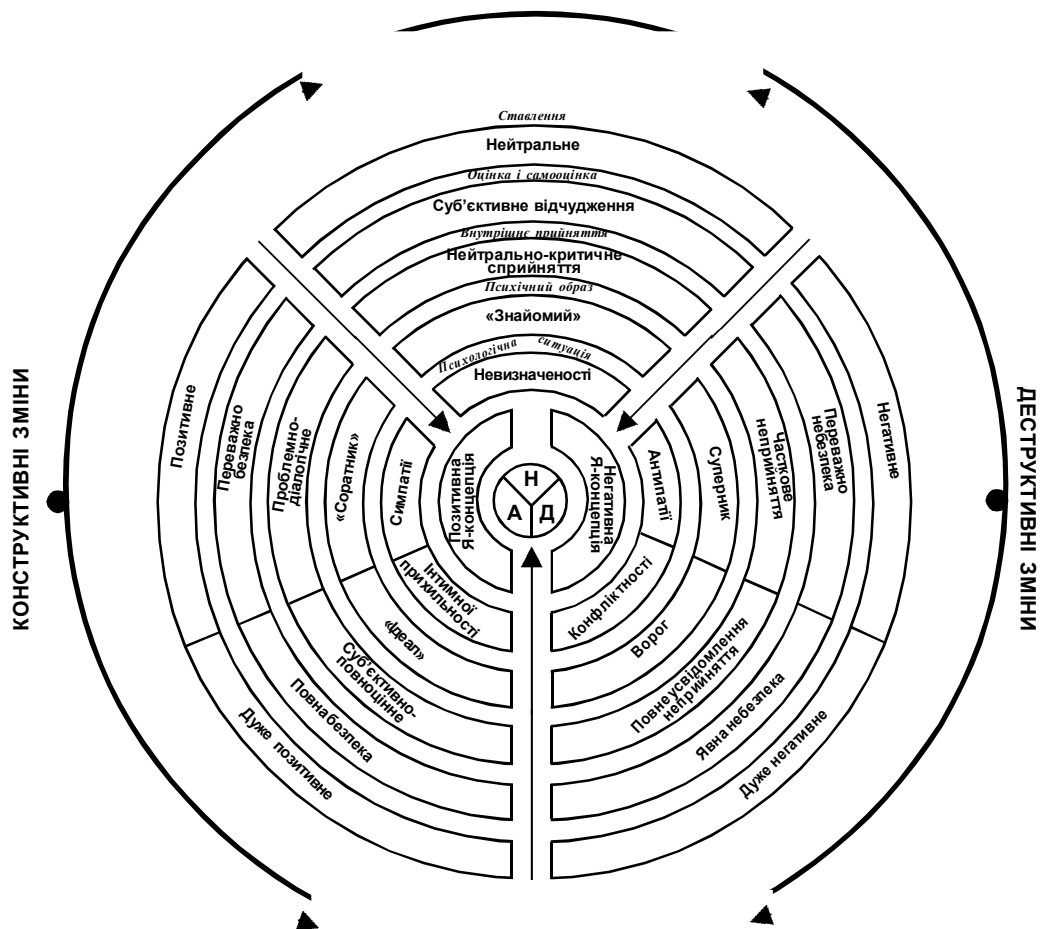 Ставлення
Нейтральне
Оцінка і самооцінка
Суб’єктивне відчудження
Внутрішнє прийняття
Нейтрально-критичне
сприйняття
Психічний образ
«Знайомий»
Психологічна ситуація
Невизначеності
КОНСТРУКТИВНІ ЗМІНИ
Позитивне
Переважно
безпека
Проблемно-
діалогічне
«Соратник»
Симпатії
Позитивна
Я-концепція
Н
А
Д
Негативна
Я-концепція
Антипатії
Суперник
Часткове
неприйняття
Переважно
небезпека
Негативне
ДЕСТРУКТИВНІ ЗМІНИ
Інтимної
прихильності
«Ідеал»
Суб’єктивно-
повноцінне
Повна безпека
Дуже позитивне
Конфліктності
Ворог
Повне усвідомлення
неприйняття
Явна небезпека
Дуже негативне